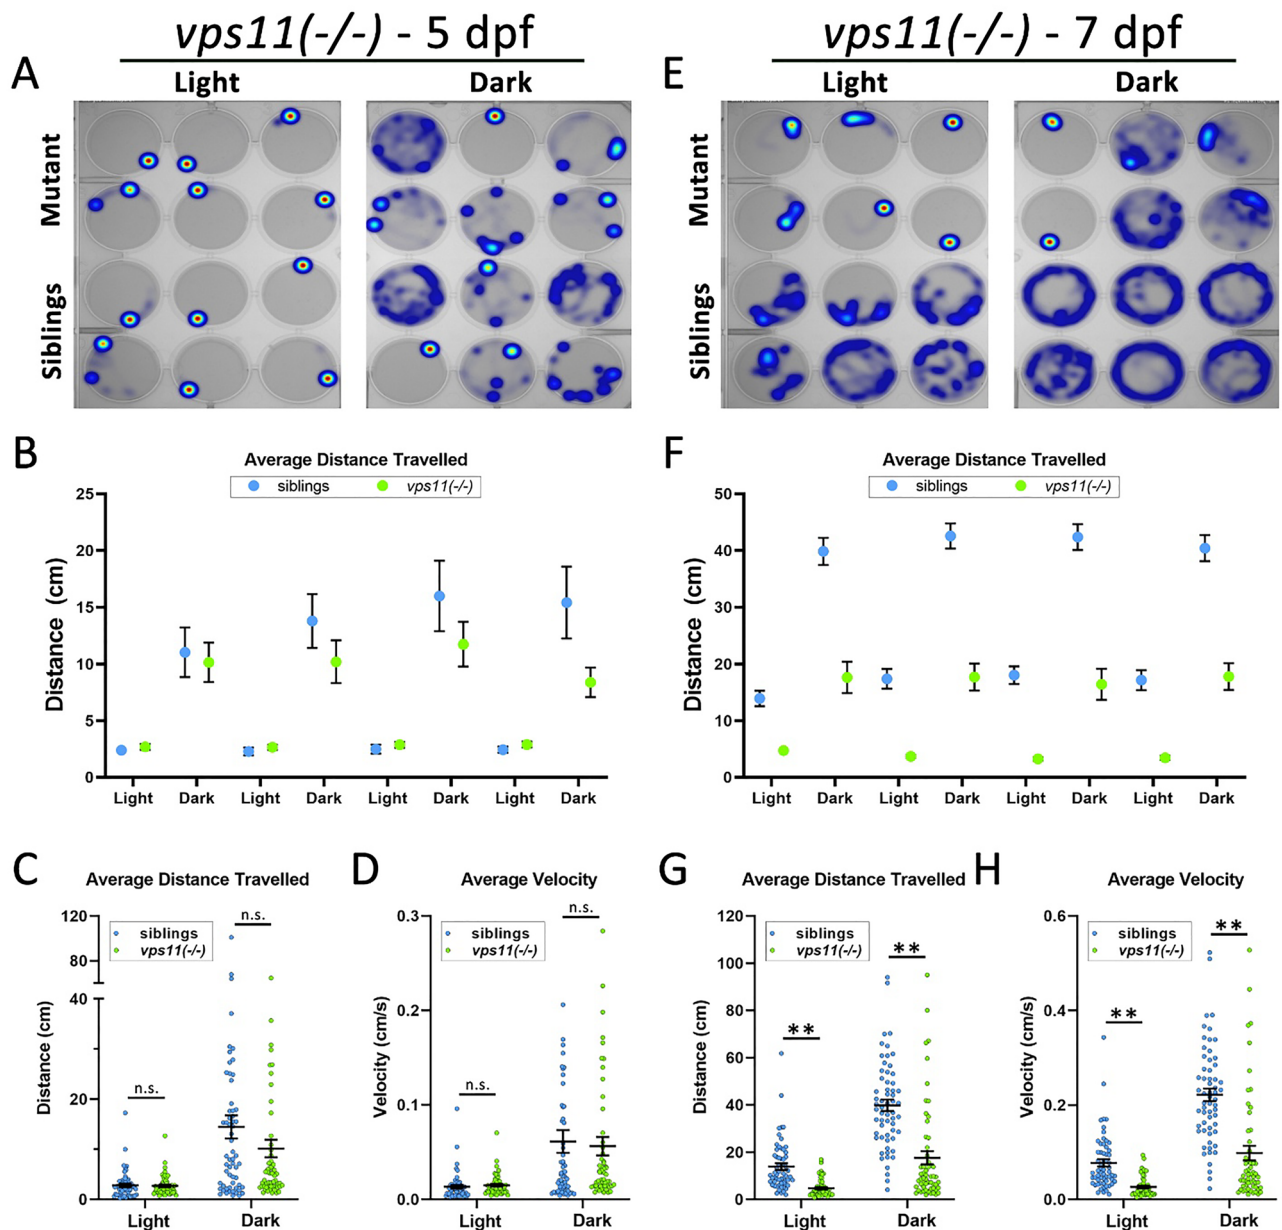 vps11(-/-) - 5 dpf
A
Light
Dark
Mutant
Siblings
B
Average Distance Travelled
siblings
vps11(-/-)
Distance (cm)
25
20
15
10
5
0
Light Dark Light Dark Light Dark Light Dark
C
Average Distance Travelled
siblings
vps11(-/-)
Distance (cm)
120
80
40
20
0
n.s.
n.s.
Light Dark
D
Average Velocity
siblings
vps11(-/-)
Velocity (cm/s)
0.3
0.2
0.1
0.0
n.s.
n.s.
Light Dark
vps11(-/-) - 7 dpf
E
Light
Dark
Mutant
Siblings
F
Average Distance Travelled
siblings
vps11(-/-)
Distance (cm)
50
40
30
20
10
0
Light Dark Light Dark Light Dark Light Dark
G
Average Distance Travelled
siblings
vps11(-/-)
Distance (cm)
120
100
80
60
40
20
0
**
**
Light Dark
H
Average Velocity
siblings
vps11(-/-)
Velocity (cm/s)
0.6
0.4
0.2
0.0
**
**
Light Dark